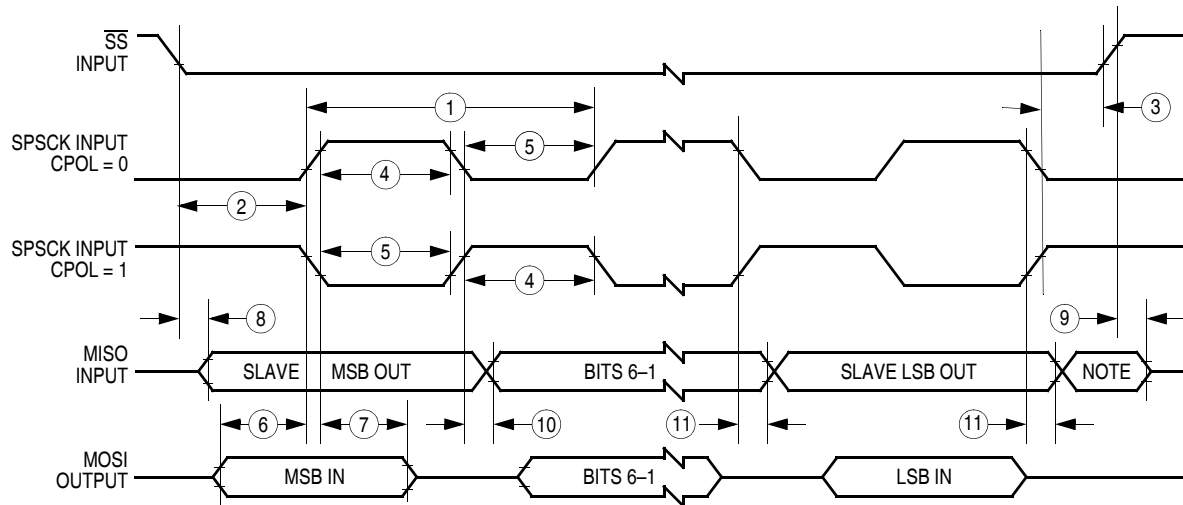 SS
INPUT
1
3
SPSCK INPUT
CPOL = 0
5
4
2
SPSCK INPUT
CPOL = 1
5
4
8
9
MISO
INPUT
SLAVE MSB OUT
BITS 6–1
SLAVE LSB OUT
NOTE
6
7
10
11
11
MOSI
OUTPUT
MSB IN
BITS 6–1
LSB IN